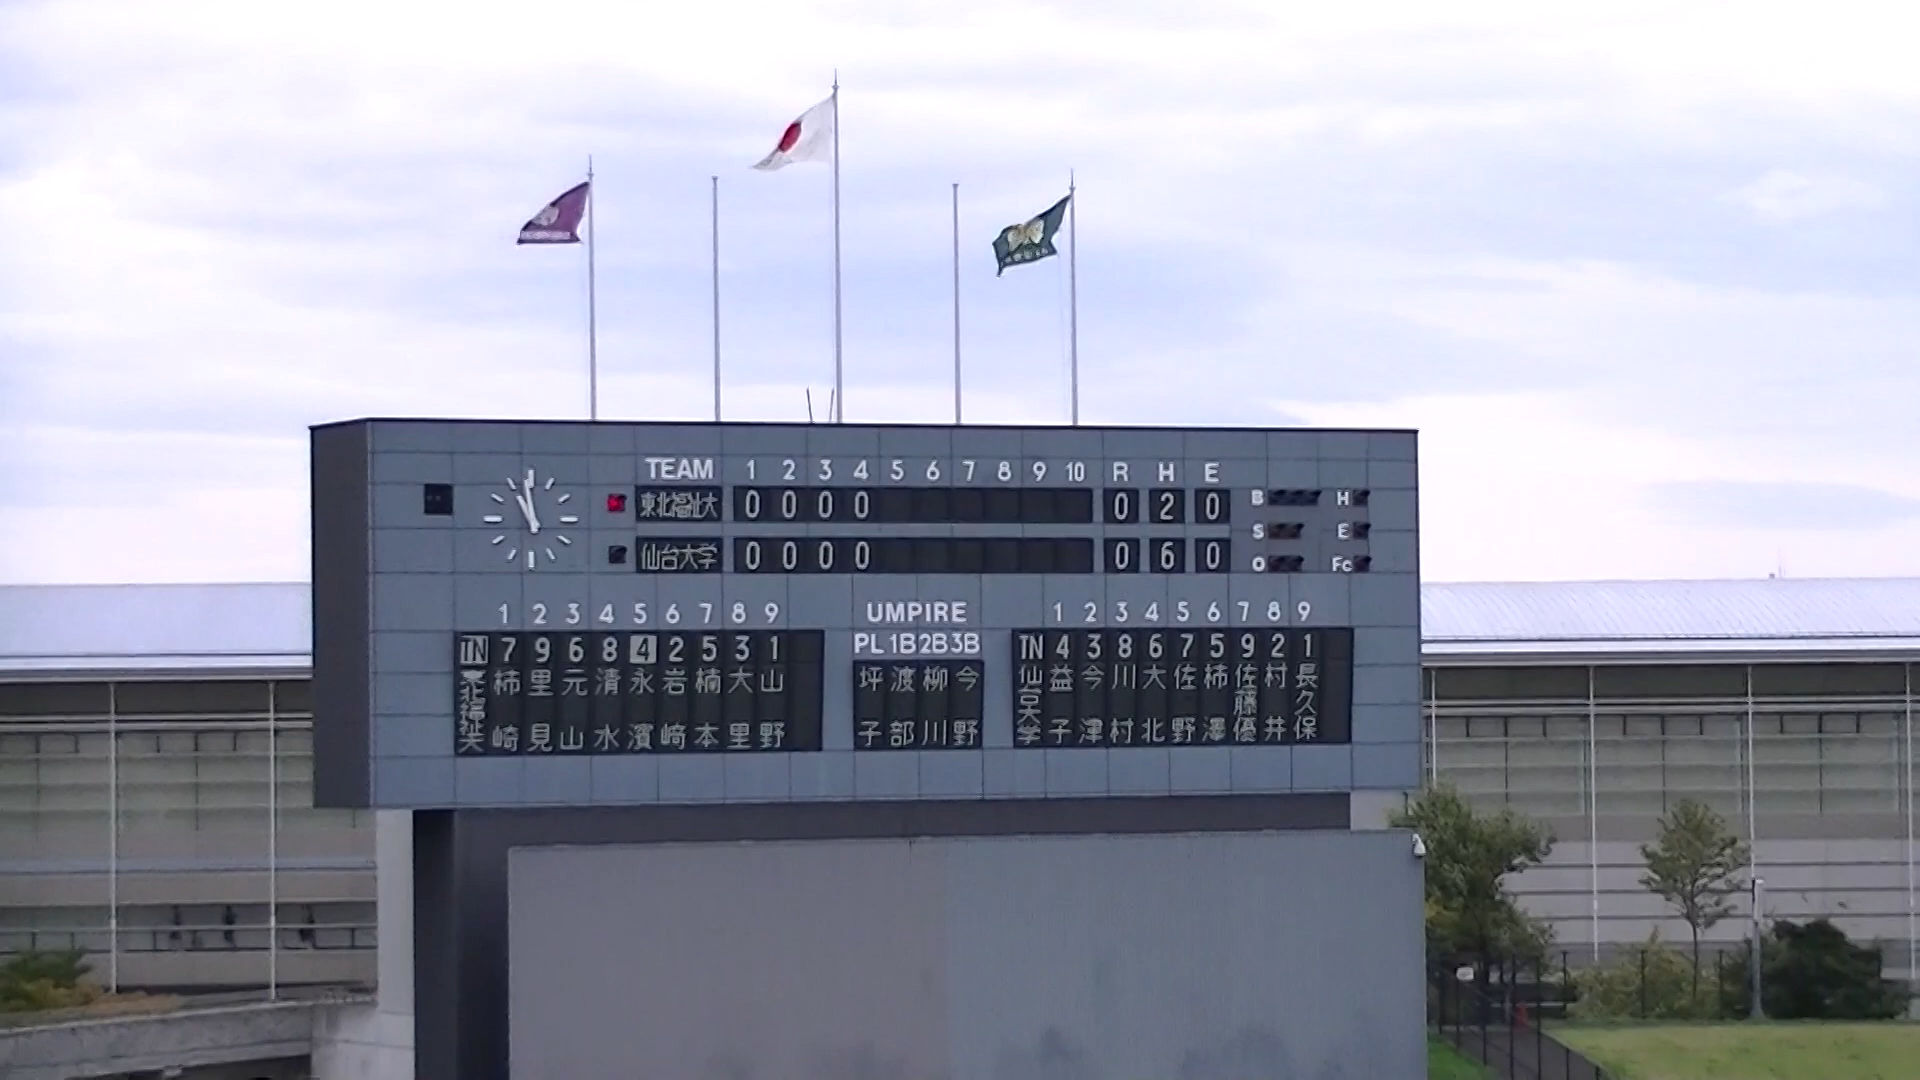 TEAM 1 2 3 4 5 6 7 8 9 10 R H E
東北福祉大 0 0 0 0 0 2 0 B H
S E
仙台大学 0 0 0 0 0 6 0 O Fc
1 2 3 4 5 6 7 8 9 UMPIRE 1 2 3 4 5 6 7 8 9
TN 7 9 6 8 4 2 5 3 1 PL 1B 2B 3B TN 4 3 8 6 7 5 9 2 1
東北福祉大 柿崎 里見 元山 清水 永濱 岩﨑 楠本 大里 山野 坪子 渡部 柳川 今野 仙台大学 益子 今津 川村 大北 佐野 柿澤 佐藤優 村井 長久保